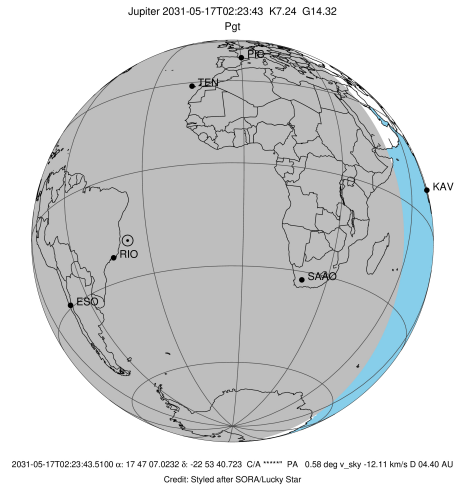 Jupiter 2031-05-17T02:23:43 K7.24 G14.32
Pgt
PIC
TEN
KAV
RIO
SAAO
ESO
2031-05-17T02:23:43.5100 α: 17 47 07.0232 δ: -22 53 40.723 C/A *****" PA 0.58 deg v_sky -12.11 km/s D 04.40 AU
Credit: Styled after SORA/Lucky Star